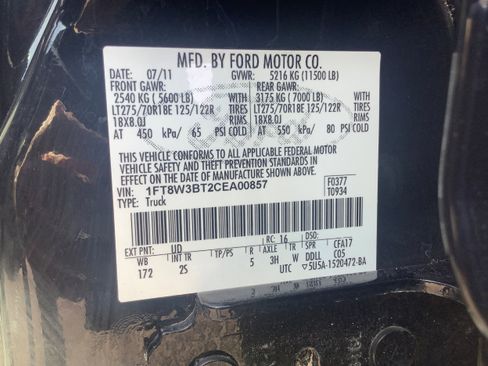 MFD. BY FORD MOTOR CO.
DATE: 07/11 GVWR: 5216 KG (11500 LB)
FRONT GAWR: REAR GAWR:
2540 KG (5600 LB) WITH 3175 KG (7000 LB) WITH
LT275/70R18E 125/122R TIRES LT275/70R18E 125/122R TIRES
18X8.0J RIMS 18X8.0J RIMS
AT 450 kPa/ 65 PSI COLD AT 550 kPa/ 80 PSI COLD
THIS VEHICLE CONFORMS TO ALL APPLICABLE FEDERAL MOTOR
VEHICLE SAFETY AND THEFT PREVENTION STANDARDS IN
EFFECT ON THE DATE OF MANUFACTURE SHOWN ABOVE.
VIN: 1FT8W3BT2CEA00857 F0377
TYPE: Truck T0934
EXT PNT: UD RC: 16 DSO:
WB INT TR TP/PS R AXLE TR SPR CFA17
172 2S 5 3H W DDLL C05
UTC ▽5U5A-1520472-BA